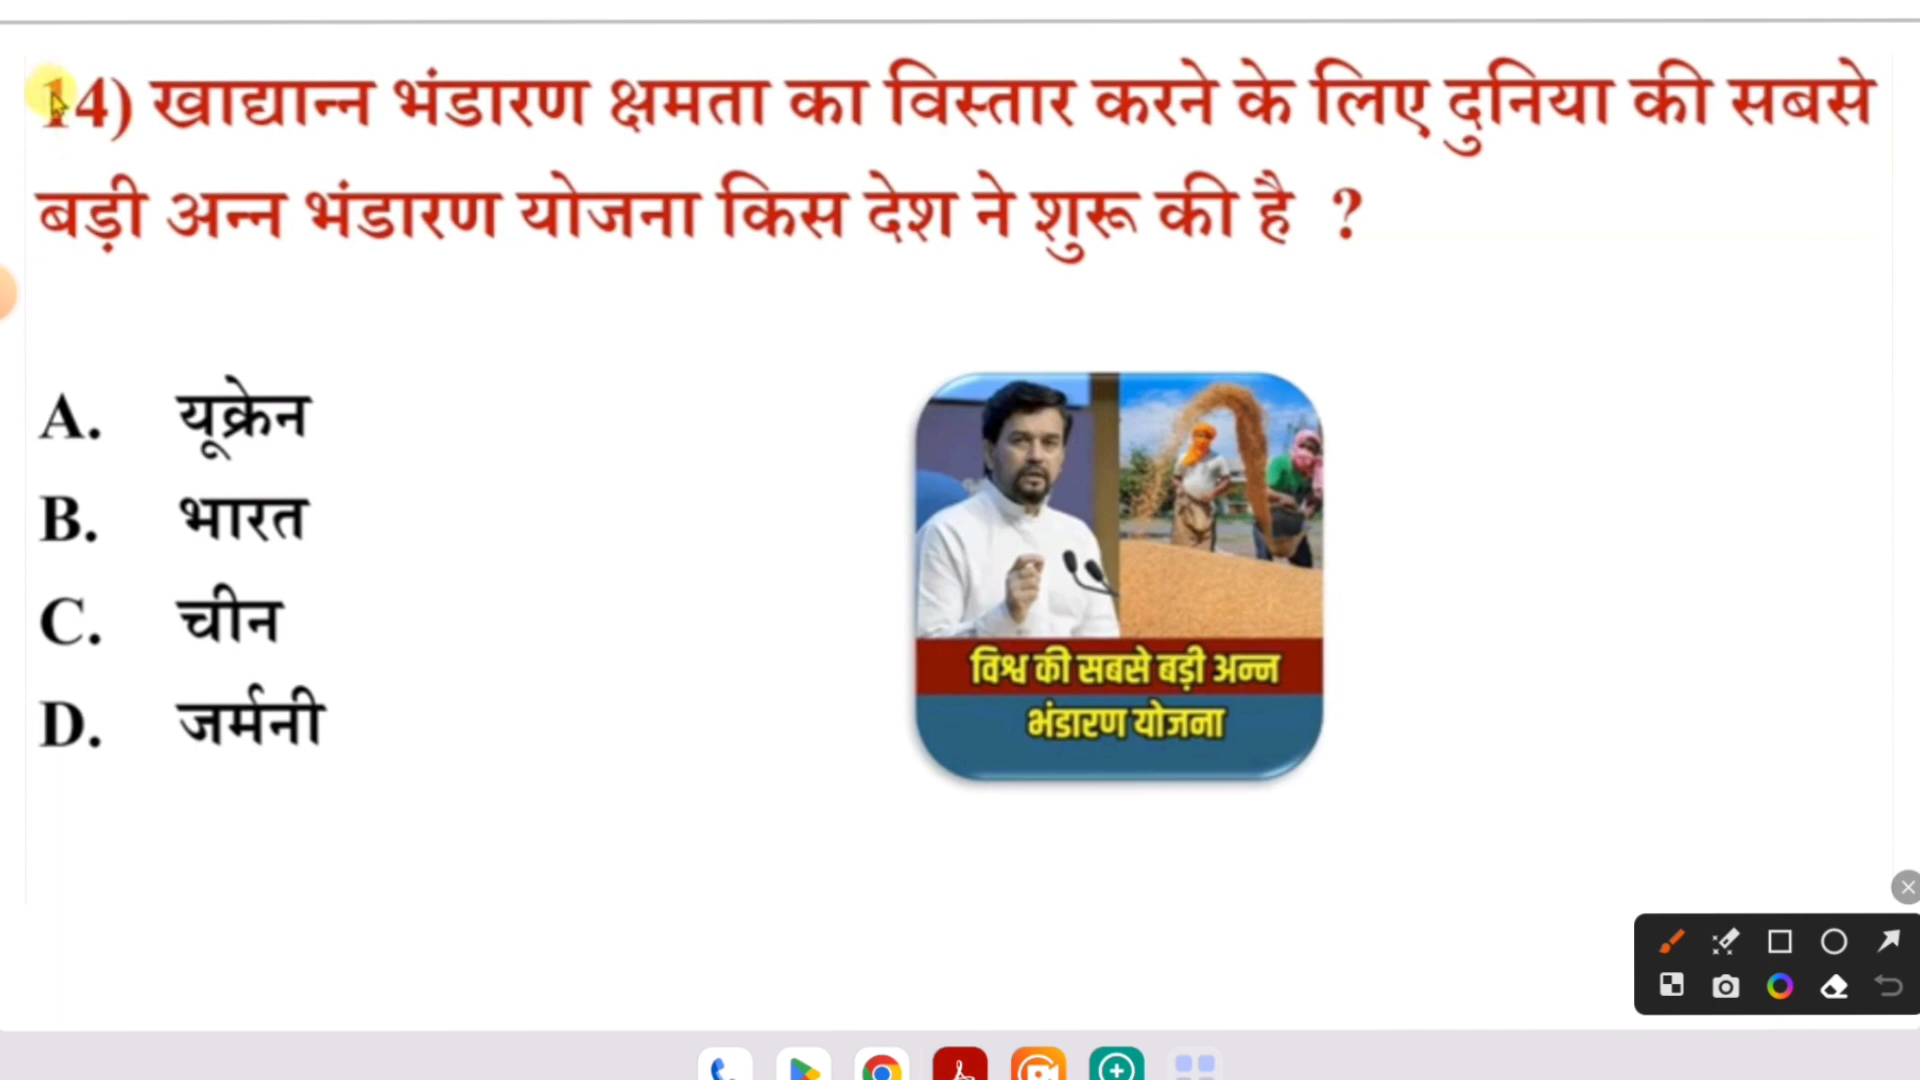 14) खाद्यान्न भंडारण क्षमता का विस्तार करने के लिए दुनिया की सबसे
बड़ी अन्न भंडारण योजना किस देश ने शुरू की है ?
A. यूक्रेन
B. भारत
C. चीन
D. जर्मनी
विश्व की सबसे बड़ी अन्न
भंडारण योजना